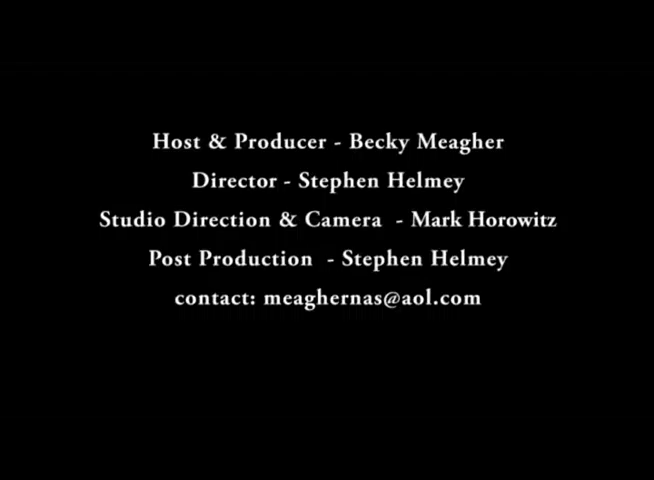 Host & Producer - Becky Meagher
Director - Stephen Helmey
Studio Direction & Camera - Mark Horowitz
Post Production - Stephen Helmey
contact: meaghernas@aol.com